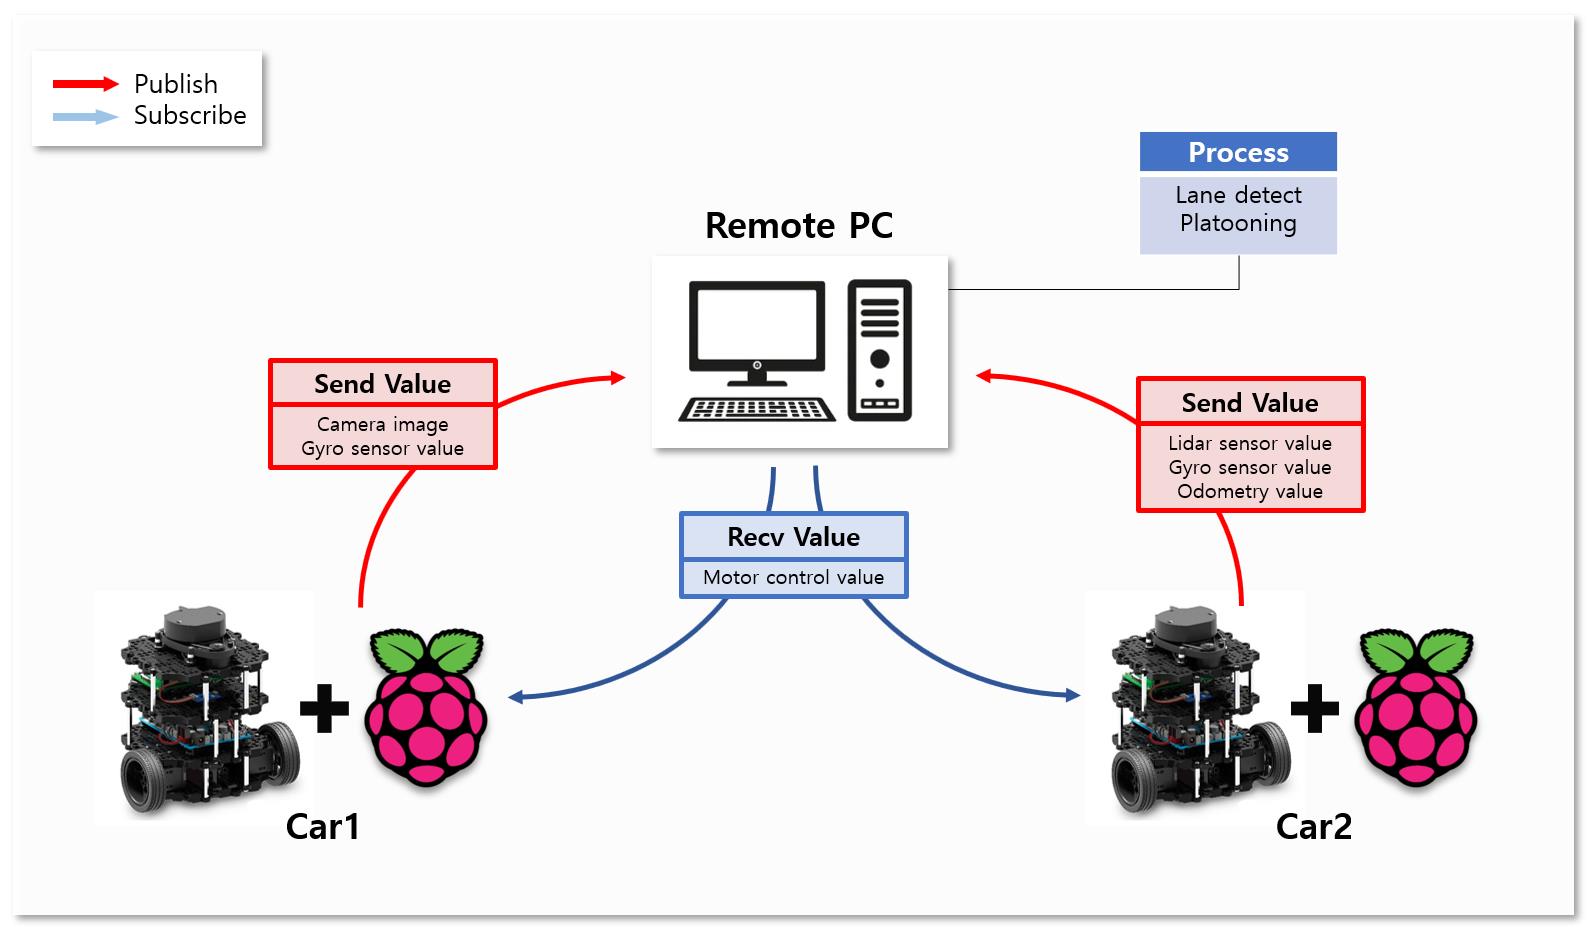 Publish
Subscribe
Process
Lane detect
Platooning
Remote PC
Send Value
Camera image
Gyro sensor value
Send Value
Lidar sensor value
Gyro sensor value
Odometry value
Recv Value
Motor control value
Car1
Car2